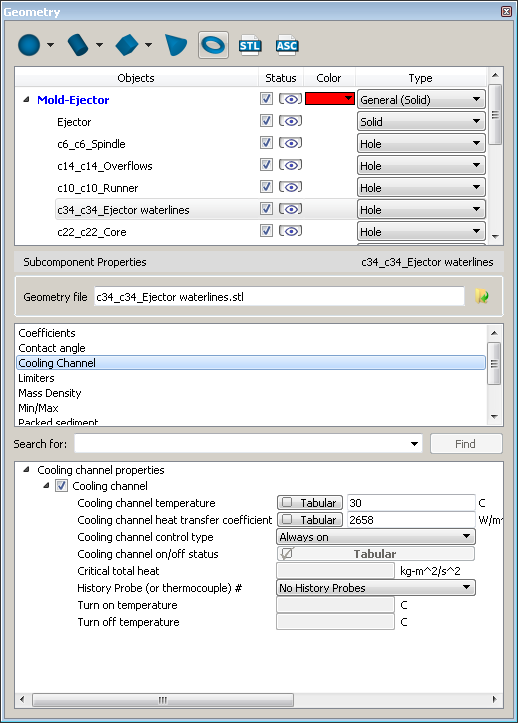 Geometry
STL
ASC
Objects Status Color Type
Mold-Ejector General (Solid)
Ejector Solid
c6_c6_Spindle Hole
c14_c14_Overflows Hole
c10_c10_Runner Hole
c34_c34_Ejector waterlines Hole
c22_c22_Core Hole
Subcomponent Properties c34_c34_Ejector waterlines
Geometry file c34_c34_Ejector waterlines.stl
Coefficients
Contact angle
Cooling Channel
Limiters
Mass Density
Min/Max
Packed sediment
Search for: Find
Cooling channel properties
Cooling channel
Cooling channel temperature Tabular 30 C
Cooling channel heat transfer coefficient Tabular 2658 W/m^
Cooling channel control type Always on
Cooling channel on/off status Tabular
Critical total heat kg-m^2/s^2
History Probe (or thermocouple) # No History Probes
Turn on temperature C
Turn off temperature C